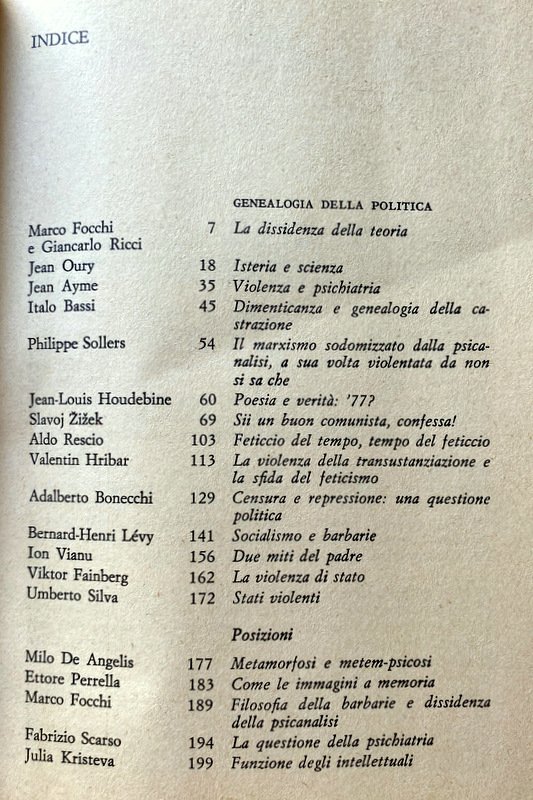 INDICE
GENEALOGIA DELLA POLITICA
Marco Focchi 7 La dissidenza della teoria
e Giancarlo Ricci
Jean Oury 18 Isteria e scienza
Jean Ayme 35 Violenza e psichiatria
Italo Bassi 45 Dimenticanza e genealogia della ca-
strazione
Philippe Sollers 54 Il marxismo sodomizzato dalla psica-
nalisi, a sua volta violentata da non
si sa che
Jean-Louis Houdebine 60 Poesia e verità: '77?
Slavoj Žižek 69 Sii un buon comunista, confessa!
Aldo Rescio 103 Feticcio del tempo, tempo del feticcio
Valentin Hribar 113 La violenza della transustanziazione e
la sfida del feticismo
Adalberto Bonecchi 129 Censura e repressione: una questione
politica
Bernard-Henri Lévy 141 Socialismo e barbarie
Ion Vianu 156 Due miti del padre
Viktor Fainberg 162 La violenza di stato
Umberto Silva 172 Stati violenti
Posizioni
Milo De Angelis 177 Metamorfosi e metem-psicosi
Ettore Perrella 183 Come le immagini a memoria
Marco Focchi 189 Filosofia della barbarie e dissidenza
della psicanalisi
Fabrizio Scarso 194 La questione della psichiatria
Julia Kristeva 199 Funzione degli intellettuali